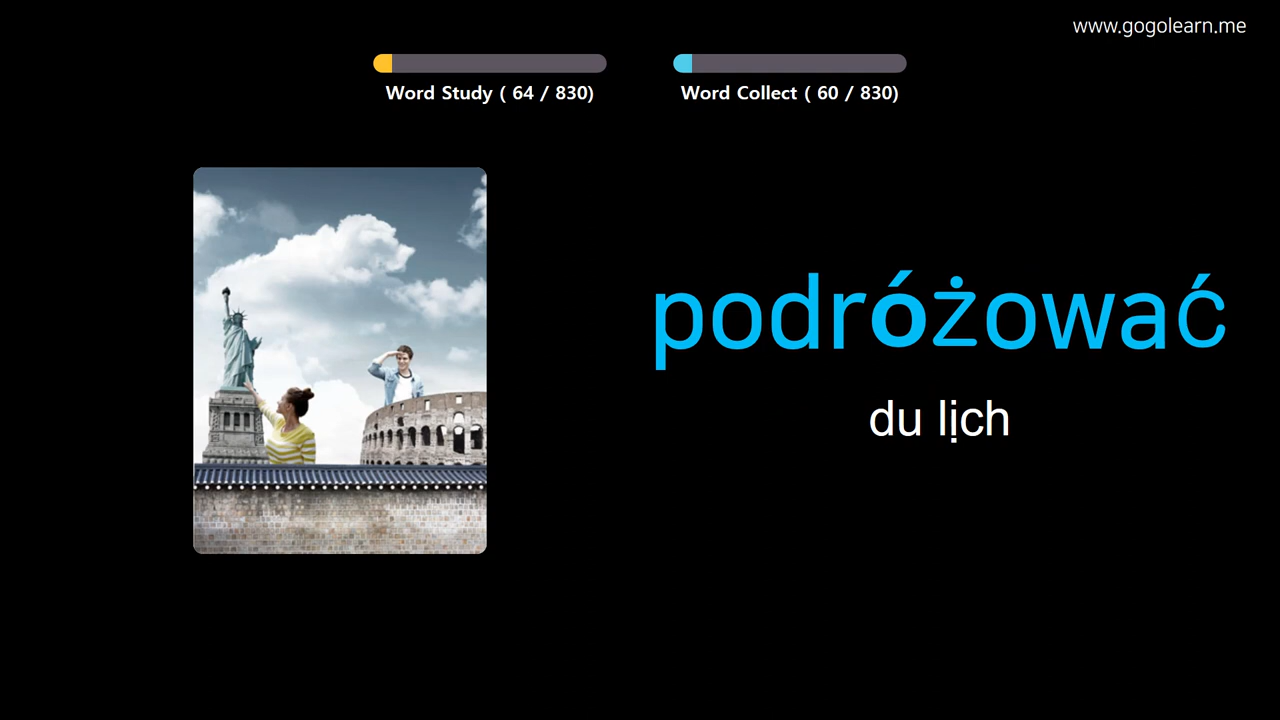 www.gogolearn.me
Word Study ( 64 / 830)
Word Collect ( 60 / 830)
podróżować
du lịch